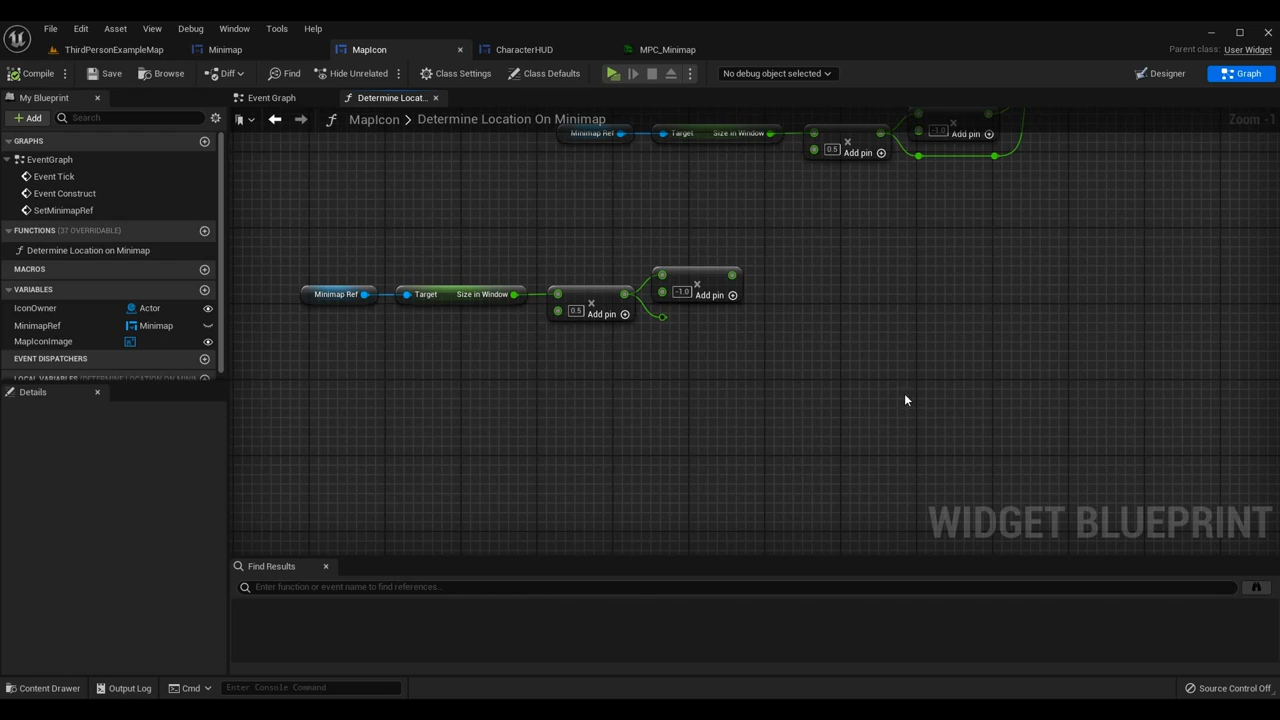 File Edit Asset View Debug Window Tools Help
ThirdPersonExampleMap Minimap MapIcon CharacterHUD MPC_Minimap Parent class: User Widget
Compile Save Browse Diff Find Hide Unrelated Class Settings Class Defaults No debug object selected Designer Graph
My Blueprint Event Graph Determine Locat...
Add Search MapIcon > Determine Location On Minimap Zoom -1
Minimap Ref Target Size in Window -1.0 Add pin
0.5 Add pin
GRAPHS
EventGraph
Event Tick
Event Construct
SetMinimapRef
FUNCTIONS (37 OVERRIDABLE)
Determine Location on Minimap
MACROS
VARIABLES
IconOwner Actor
MinimapRef Minimap
MapIconImage
EVENT DISPATCHERS
LOCAL VARIABLES (DETERMINE LOCATION ON MINIM
Minimap Ref Target Size in Window -1.0 Add pin
0.5 Add pin
Details
WIDGET BLUEPRINT
Find Results
Enter function or event name to find references...
Content Drawer Output Log Cmd Enter Console Command Source Control Off